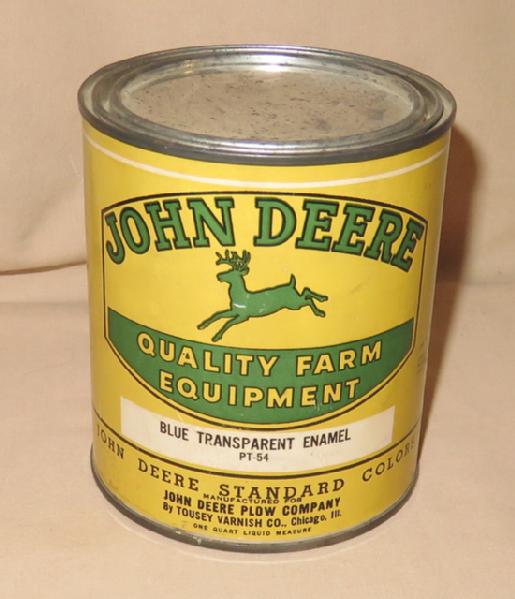 JOHN DEERE
QUALITY FARM
EQUIPMENT
BLUE TRANSPARENT ENAMEL
PT-54
JOHN DEERE STANDARD COLORS
MANUFACTURED FOR
JOHN DEERE PLOW COMPANY
By TOUSEY VARNISH CO., Chicago, Ill.
ONE QUART LIQUID MEASURE